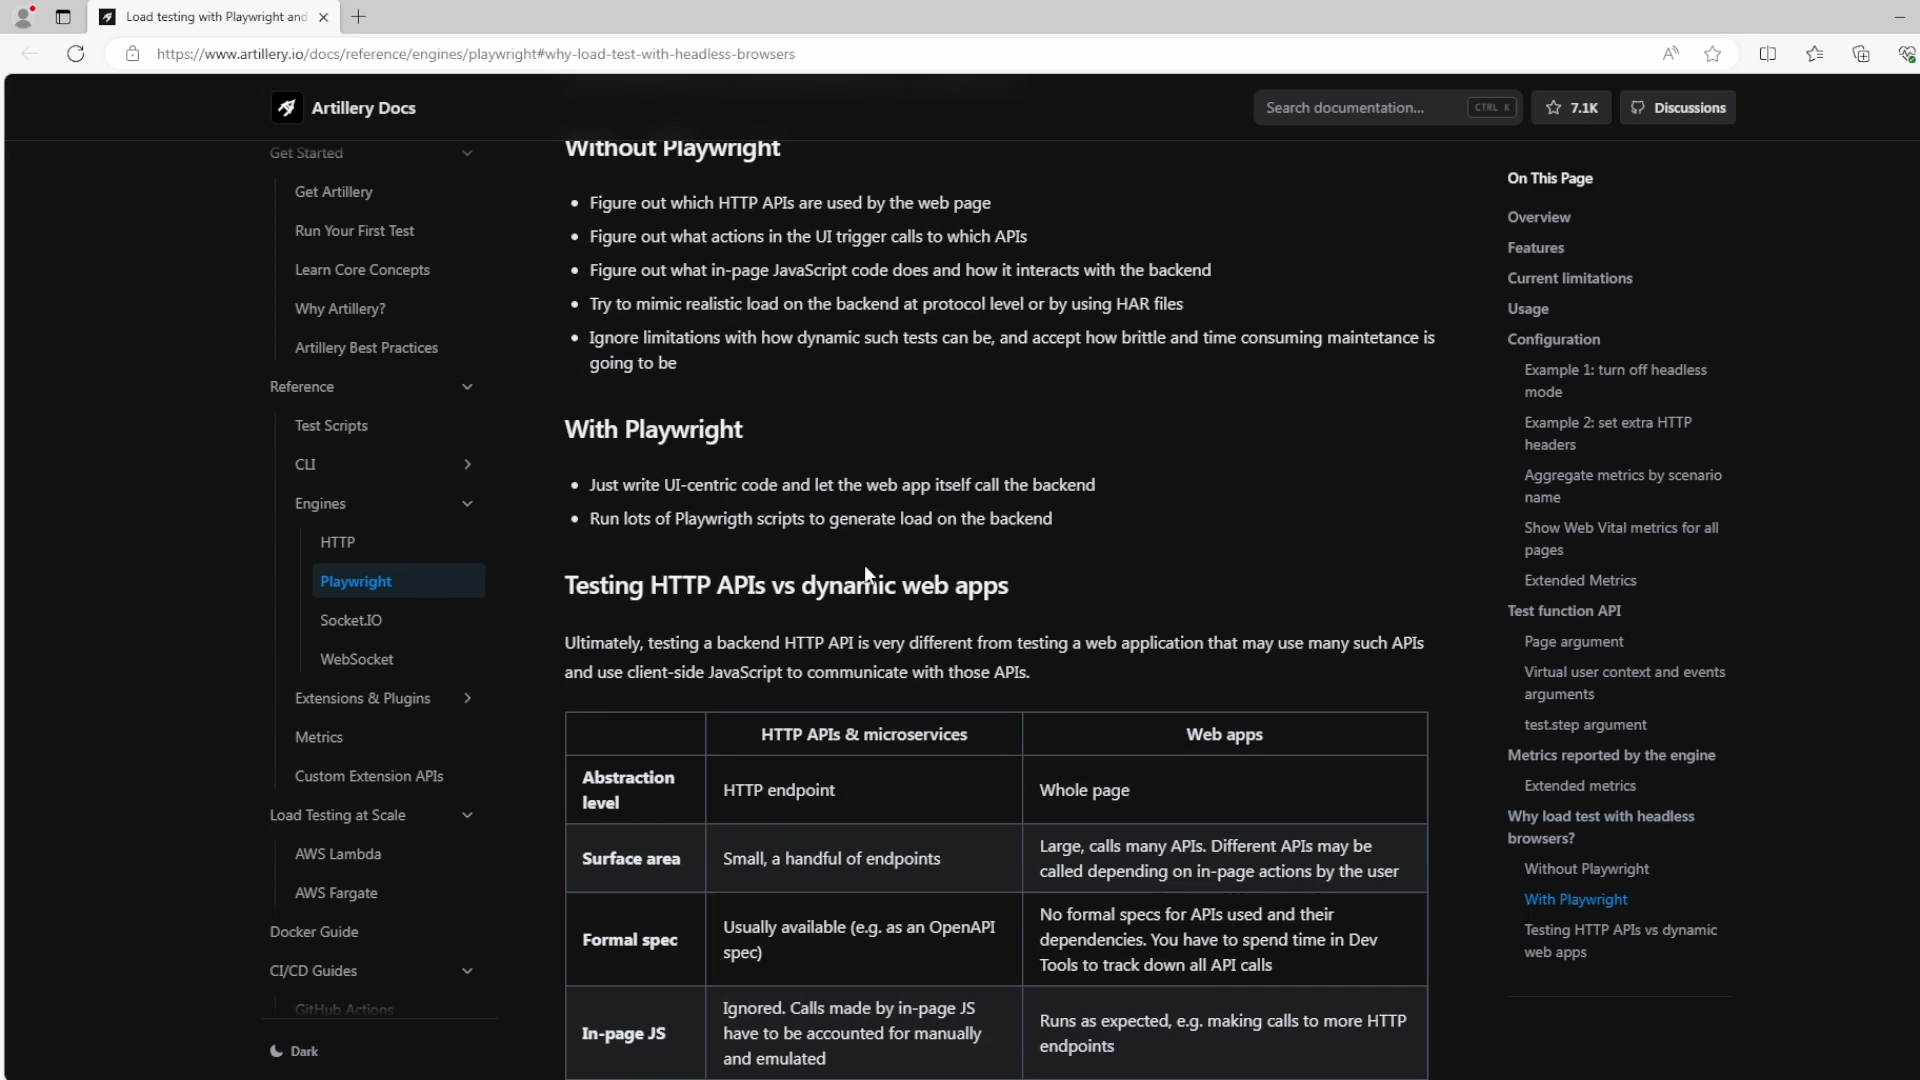 Load testing with Playwright and
https://www.artillery.io/docs/reference/engines/playwright#why-load-test-with-headless-browsers
Artillery Docs
Search documentation...
CTRL K
7.1K
Discussions
Get Started
Get Artillery
Run Your First Test
Learn Core Concepts
Why Artillery?
Artillery Best Practices
Reference
Test Scripts
CLI
Engines
HTTP
Playwright
Socket.IO
WebSocket
Extensions & Plugins
Metrics
Custom Extension APIs
Load Testing at Scale
AWS Lambda
AWS Fargate
Docker Guide
CI/CD Guides
GitHub Actions
Dark
Without Playwright
• Figure out which HTTP APIs are used by the web page
• Figure out what actions in the UI trigger calls to which APIs
• Figure out what in-page JavaScript code does and how it interacts with the backend
• Try to mimic realistic load on the backend at protocol level or by using HAR files
• Ignore limitations with how dynamic such tests can be, and accept how brittle and time consuming maintetance is
going to be
With Playwright
• Just write UI-centric code and let the web app itself call the backend
• Run lots of Playwrigth scripts to generate load on the backend
Testing HTTP APIs vs dynamic web apps
Ultimately, testing a backend HTTP API is very different from testing a web application that may use many such APIs
and use client-side JavaScript to communicate with those APIs.
HTTP APIs & microservices
Web apps
Abstraction
level
HTTP endpoint
Whole page
Surface area
Small, a handful of endpoints
Large, calls many APIs. Different APIs may be
called depending on in-page actions by the user
Formal spec
Usually available (e.g. as an OpenAPI
spec)
No formal specs for APIs used and their
dependencies. You have to spend time in Dev
Tools to track down all API calls
In-page JS
Ignored. Calls made by in-page JS
have to be accounted for manually
and emulated
Runs as expected, e.g. making calls to more HTTP
endpoints
On This Page
Overview
Features
Current limitations
Usage
Configuration
Example 1: turn off headless
mode
Example 2: set extra HTTP
headers
Aggregate metrics by scenario
name
Show Web Vital metrics for all
pages
Extended Metrics
Test function API
Page argument
Virtual user context and events
arguments
test.step argument
Metrics reported by the engine
Extended metrics
Why load test with headless
browsers?
Without Playwright
With Playwright
Testing HTTP APIs vs dynamic
web apps